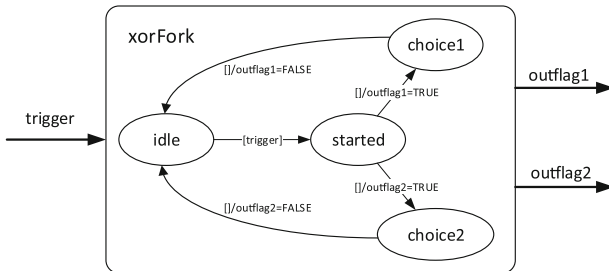 xorFork
choice1
[]/outflag1=FALSE
outflag1
[]/outflag1=TRUE
trigger
idle
[trigger]
started
outflag2
[]/outflag2=TRUE
[]/outflag2=FALSE
choice2